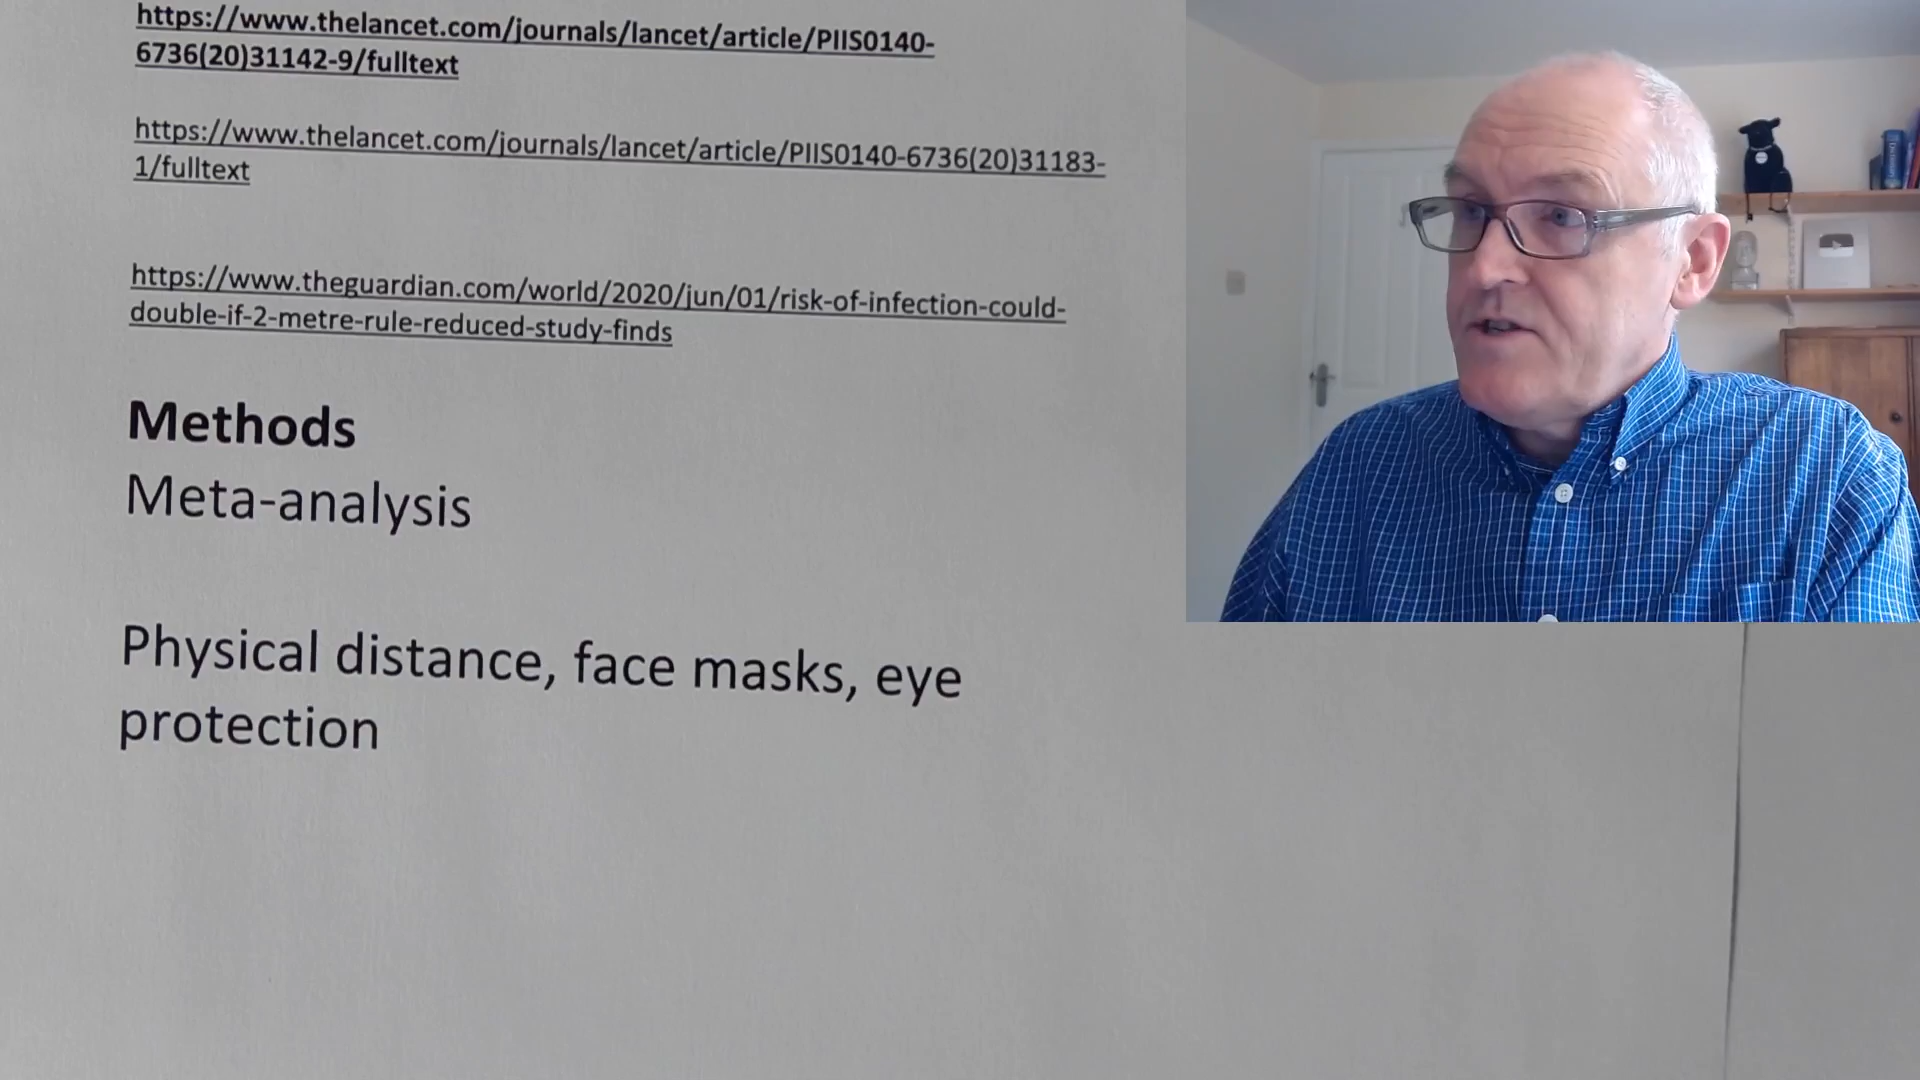 https://www.thelancet.com/journals/lancet/article/PIIS0140-
6736(20)31142-9/fulltext
https://www.thelancet.com/journals/lancet/article/PIIS0140-6736(20)31183-
1/fulltext
https://www.theguardian.com/world/2020/jun/01/risk-of-infection-could-
double-if-2-metre-rule-reduced-study-finds
Methods
Meta-analysis
Physical distance, face masks, eye
protection